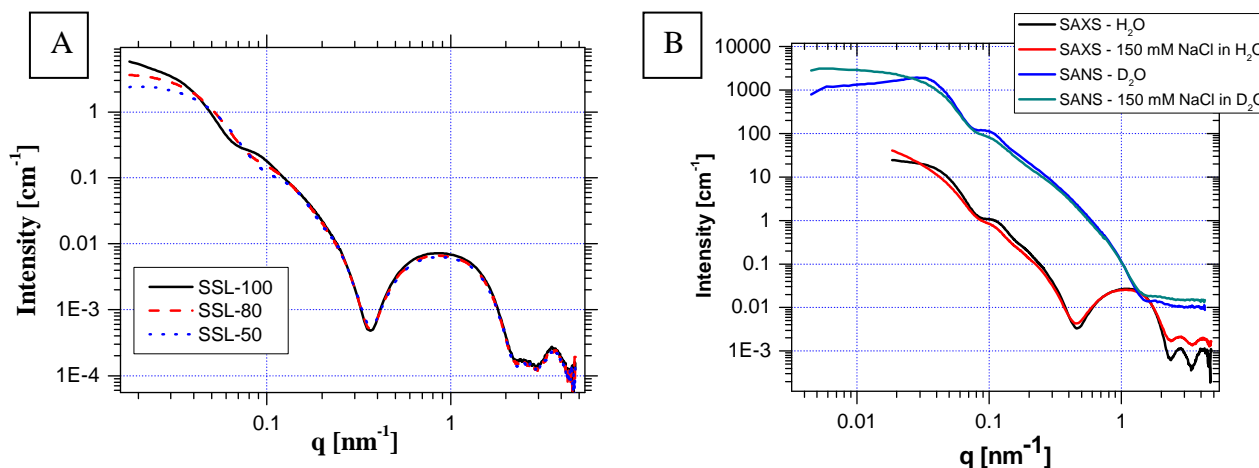 A
Intensity [cm⁻¹]
1
0.1
0.01
1E-3
1E-4
SSL-100
SSL-80
SSL-50
0.1
1
q [nm⁻¹]
B
SAXS - H₂O
SAXS - 150 mM NaCl in H₂O
SANS - D₂O
SANS - 150 mM NaCl in D₂O
Intensity [cm⁻¹]
10000
1000
100
10
1
0.1
0.01
1E-3
0.01
0.1
1
q [nm⁻¹]